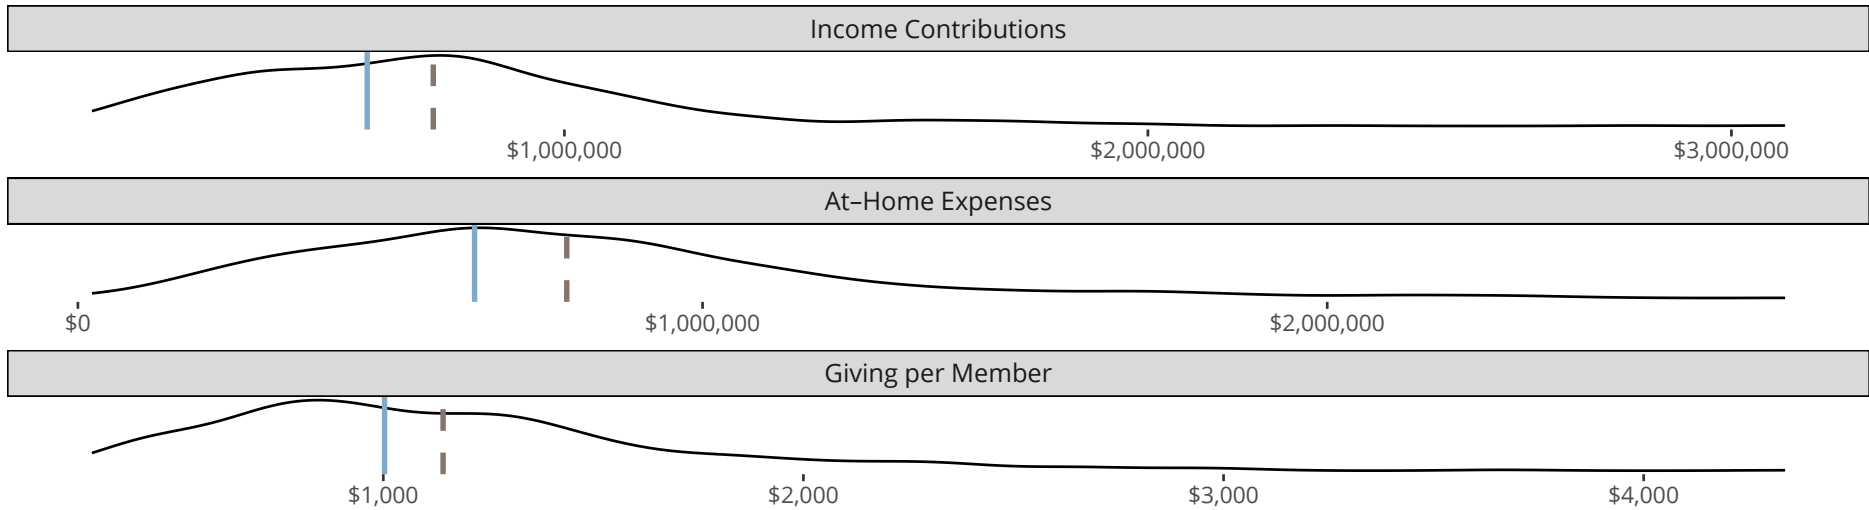 Income Contributions
$1,000,000 $2,000,000 $3,000,000
At–Home Expenses
$0 $1,000,000 $2,000,000
Giving per Member
$1,000 $2,000 $3,000 $4,000